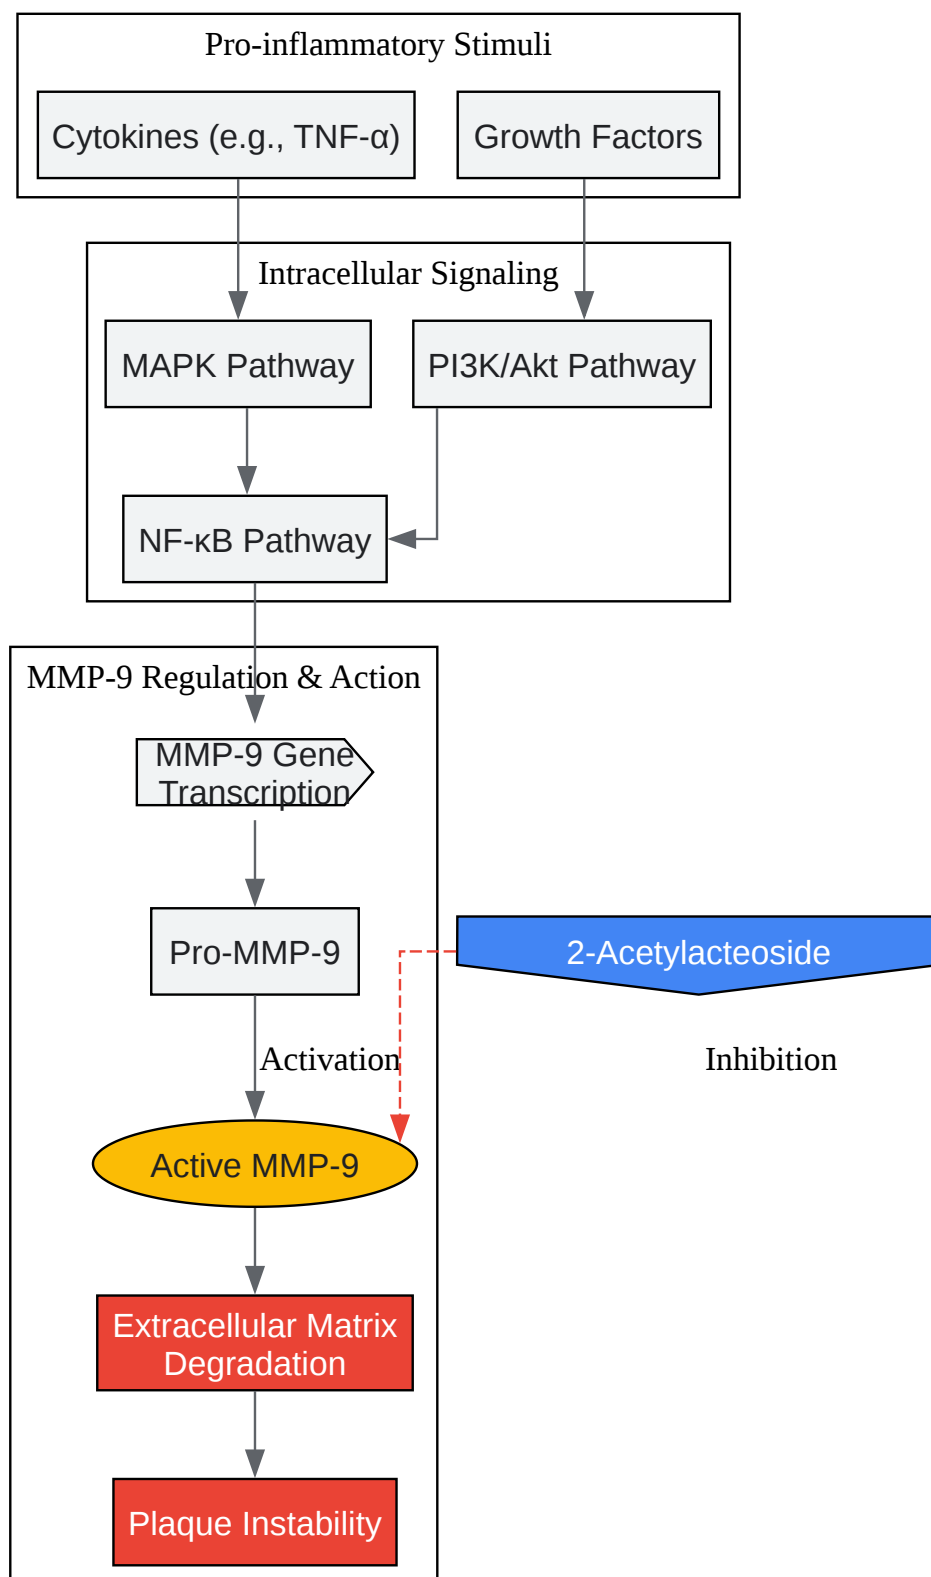 Pro-inflammatory Stimuli
Cytokines (e.g., TNF-α)
Growth Factors
Intracellular Signaling
MAPK Pathway
PI3K/Akt Pathway
NF-κB Pathway
MMP-9 Regulation & Action
MMP-9 Gene
Transcription
Pro-MMP-9
2-Acetylacteoside
Activation
Inhibition
Active MMP-9
Extracellular Matrix
Degradation
Plaque Instability